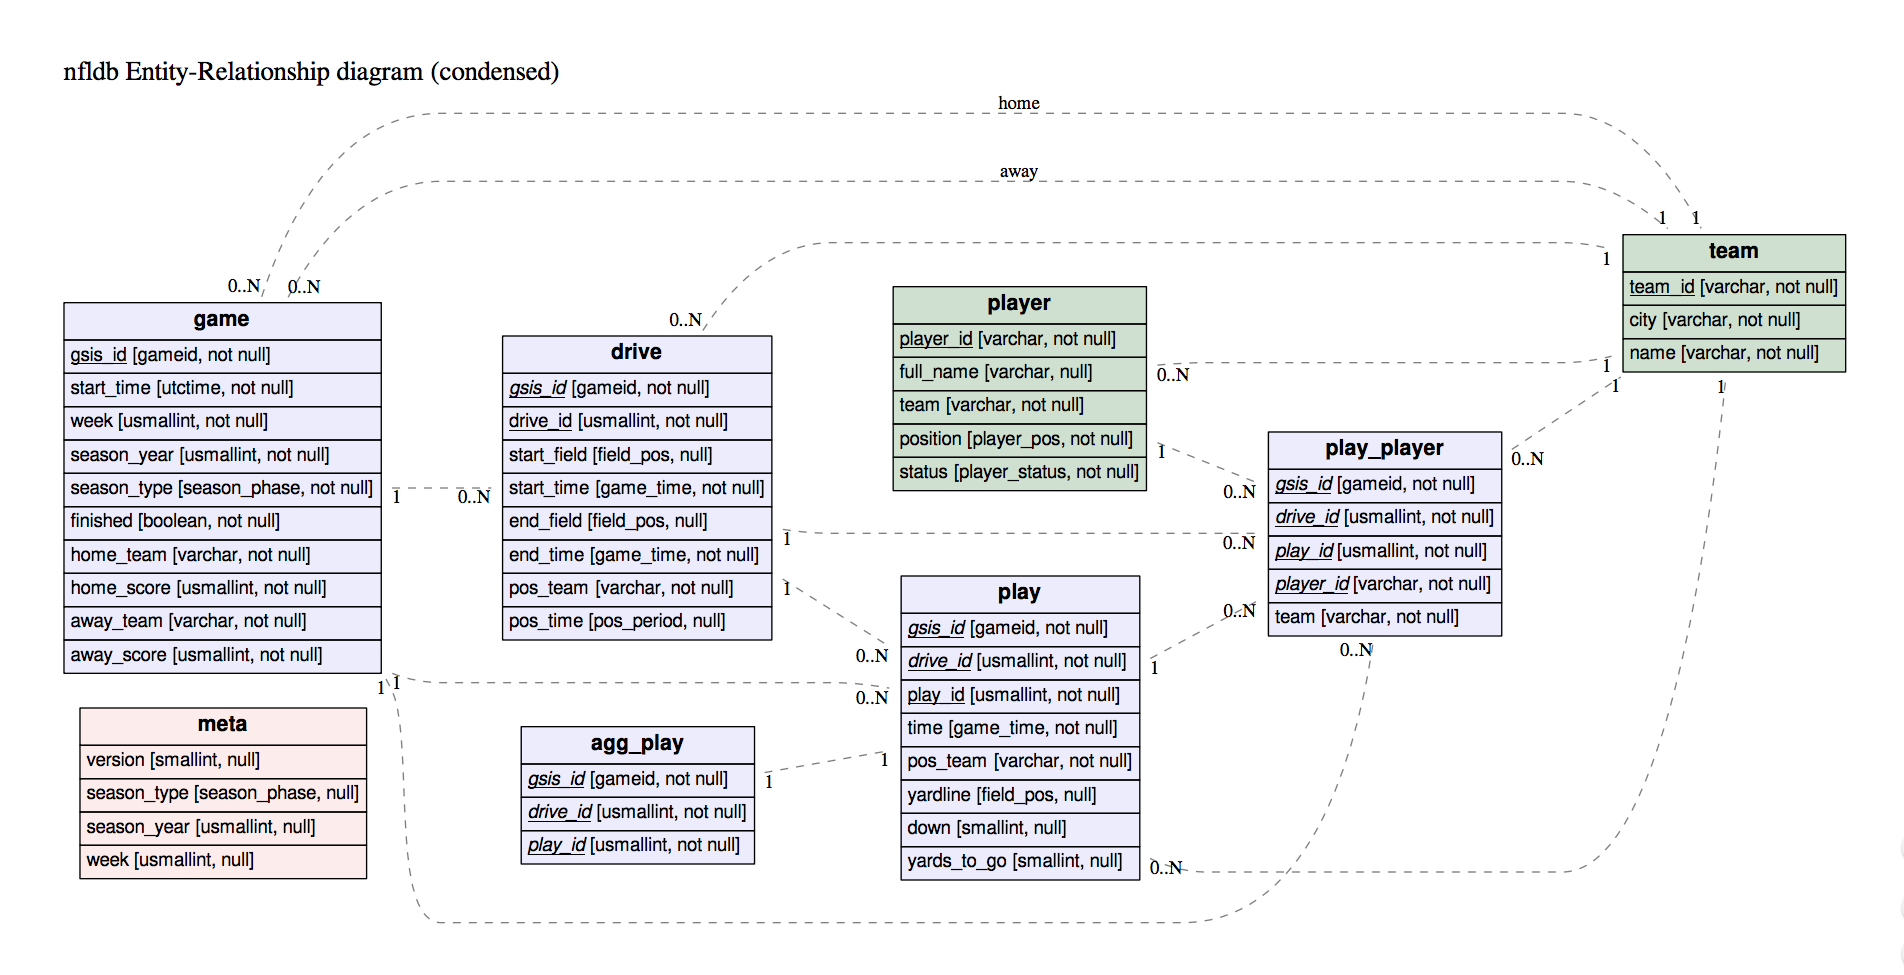 nfldb Entity-Relationship diagram (condensed)
home
away
0..N
0..N
1
1
1
0..N
game
gsis_id [gameid, not null]
start_time [utctime, not null]
week [usmallint, not null]
season_year [usmallint, not null]
season_type [season_phase, not null]
finished [boolean, not null]
home_team [varchar, not null]
home_score [usmallint, not null]
away_team [varchar, not null]
away_score [usmallint, not null]
1
0..N
1
1
drive
gsis_id [gameid, not null]
drive_id [usmallint, not null]
start_field [field_pos, null]
start_time [game_time, not null]
end_field [field_pos, null]
end_time [game_time, not null]
pos_team [varchar, not null]
pos_time [pos_period, null]
1
1
0..N
0..N
player
player_id [varchar, not null]
full_name [varchar, null]
team [varchar, not null]
position [player_pos, not null]
status [player_status, not null]
0..N
1
1
1
1
team
team_id [varchar, not null]
city [varchar, not null]
name [varchar, not null]
play_player
gsis_id [gameid, not null]
drive_id [usmallint, not null]
play_id [usmallint, not null]
player_id [varchar, not null]
team [varchar, not null]
0..N
0..N
0..N
0..N
0..N
play
gsis_id [gameid, not null]
drive_id [usmallint, not null]
play_id [usmallint, not null]
time [game_time, not null]
pos_team [varchar, not null]
yardline [field_pos, null]
down [smallint, null]
yards_to_go [smallint, null]
1
0..N
meta
version [smallint, null]
season_type [season_phase, null]
season_year [usmallint, null]
week [usmallint, null]
agg_play
gsis_id [gameid, not null]
drive_id [usmallint, not null]
play_id [usmallint, not null]
1
1